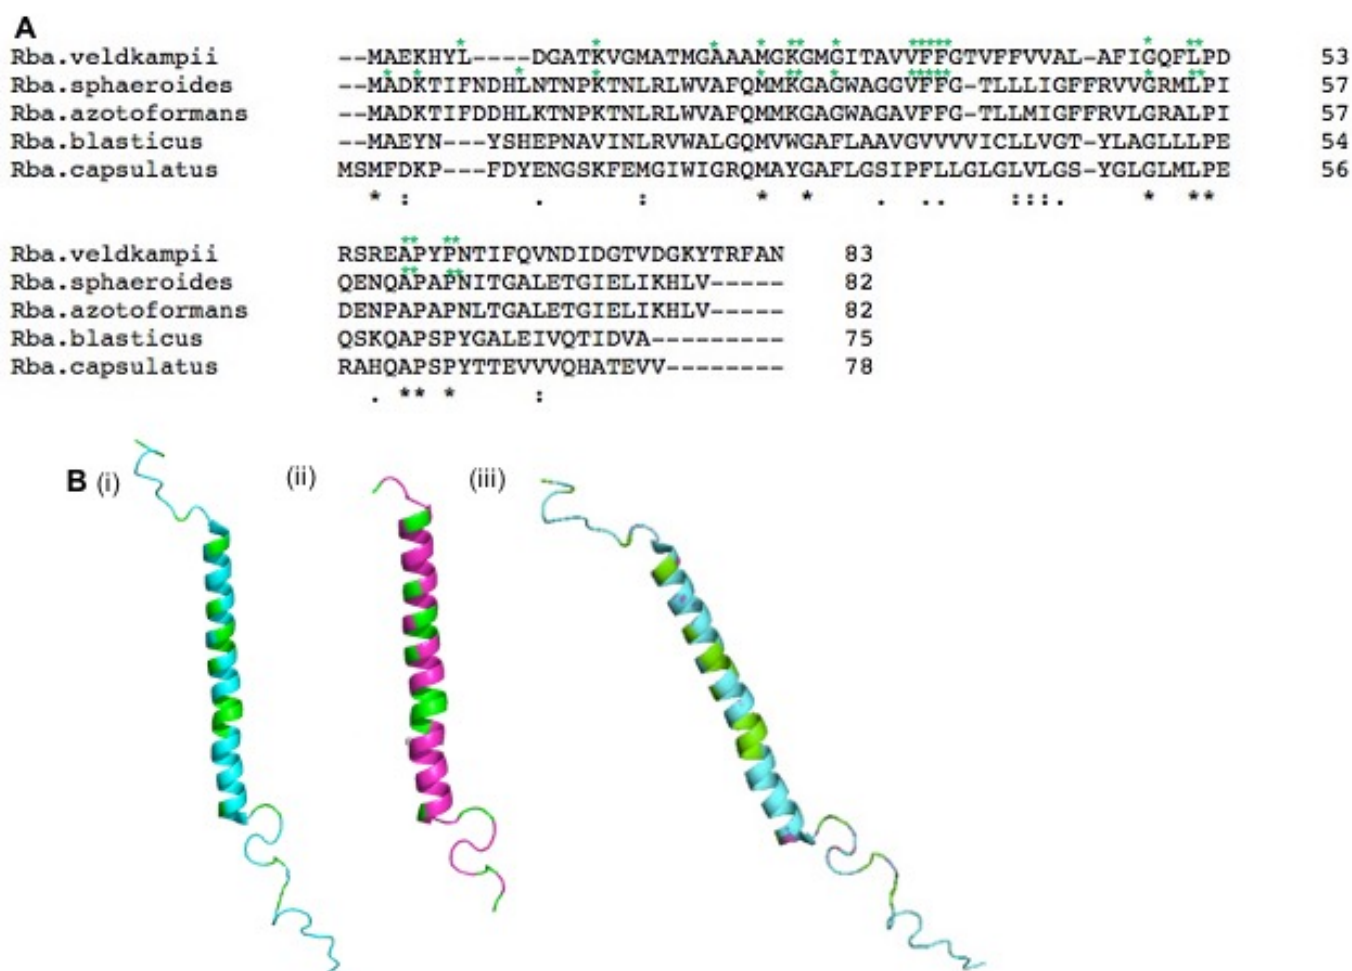 A
Rba.veldkampii --MAEKHYL----DGATKVGMATMGAAAMGKGMGITAVVFFGTVFFVVAL-AFIGQFLPD 53
Rba.sphaeroides --MADKTIFNDHLNTNPKTNLRLWVAFQMMKGAGWAGGVFFG-TLLLIGFFRVVGRMLPI 57
Rba.azotoformans --MADKTIFDDHLKTNPKTNLRLWVAFQMMKGAGWAGAVFFG-TLLMIGFFRVLGRALPI 57
Rba.blasticus --MAEYN---YSHEPNAVINLRVWALGQMVWGAFLAAVGVVVVVICLLVGT-YLAGLLLPE 54
Rba.capsulatus MSMFDKP---FDYENGSKFEMGIWIGRQMAYGAFLGSIPFLLGLGLVLGS-YGLGLMLPE 56
* : . : * * . .. :::. * **
Rba.veldkampii RSREAPYPNTIFQVNDIDGTVDGKYTRFAN 83
Rba.sphaeroides QENQAPAPNITGALETGIELIKHLV----- 82
Rba.azotoformans DENPAPAPNLTGALETGIELIKHLV----- 82
Rba.blasticus QSKQAPSPYGALEIVQTIDVA--------- 75
Rba.capsulatus RAHQAPSPYTTEVVVQHATEVV-------- 78
. ** * :
B (i) (ii) (iii)